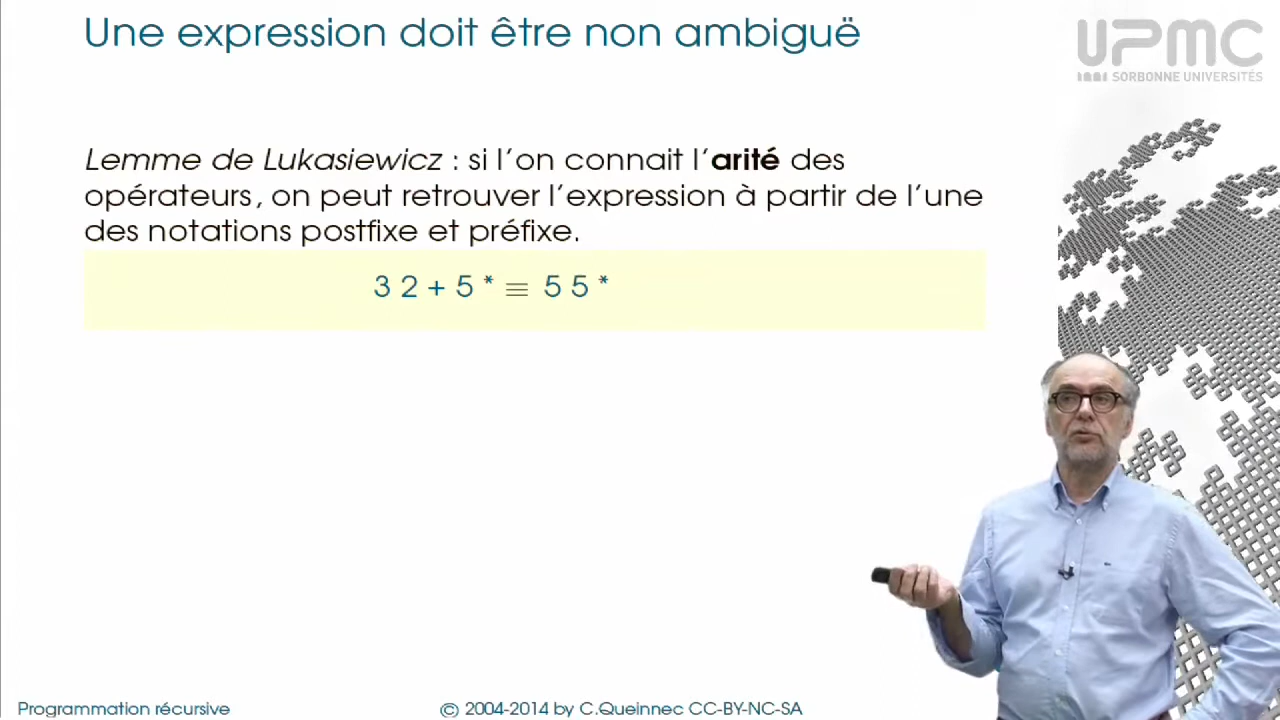 Une expression doit être non ambiguë
UPMC
SORBONNE UNIVERSITÉS
Lemme de Lukasiewicz : si l'on connait l'arité des
opérateurs, on peut retrouver l'expression à partir de l'une
des notations postfixe et préfixe.
3 2 + 5 * ≡ 5 5 *
Programmation récursive
© 2004-2014 by C.Queinnec CC-BY-NC-SA